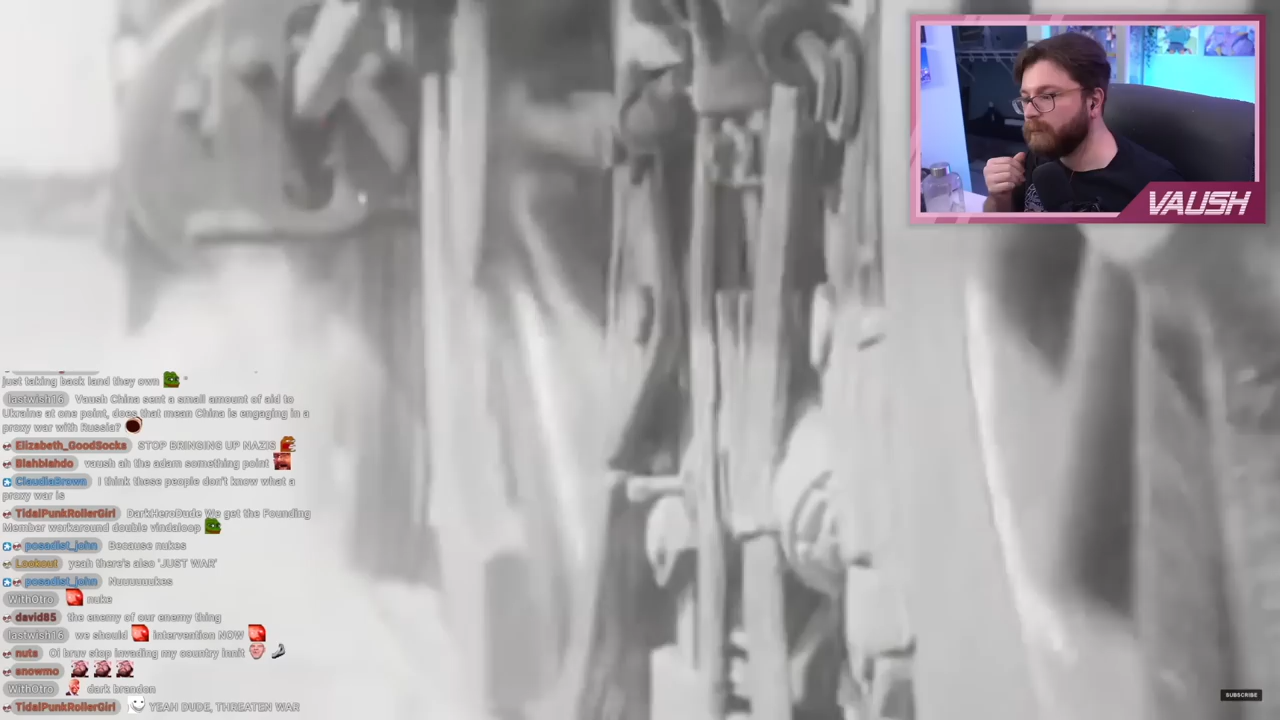 VAUSH
just taking back land they own
lastwish16 Vaush China sent a small amount of aid to
Ukraine at one point, does that mean China is engaging in a
proxy war with Russia?
Elizabeth_GoodSocks STOP BRINGING UP NAZIS
Blahblahdo vaush ah the adam something point
ClaudiaBrown I think these people don't know what a
proxy war is
TidalPunkRollerGirl DarkHeroDude We get the Founding
Member workaround double vindaloop
posadist_john Because nukes
Lookout yeah there's also 'JUST WAR'
posadist_john Nuuuuuukes
WithOtro nuke
david85 the enemy of our enemy thing
lastwish16 we should intervention NOW
nuts Oi bruv stop invading my country innit
snowmo
WithOtro dark brandon
TidalPunkRollerGirl YEAH DUDE, THREATEN WAR
SUBSCRIBE